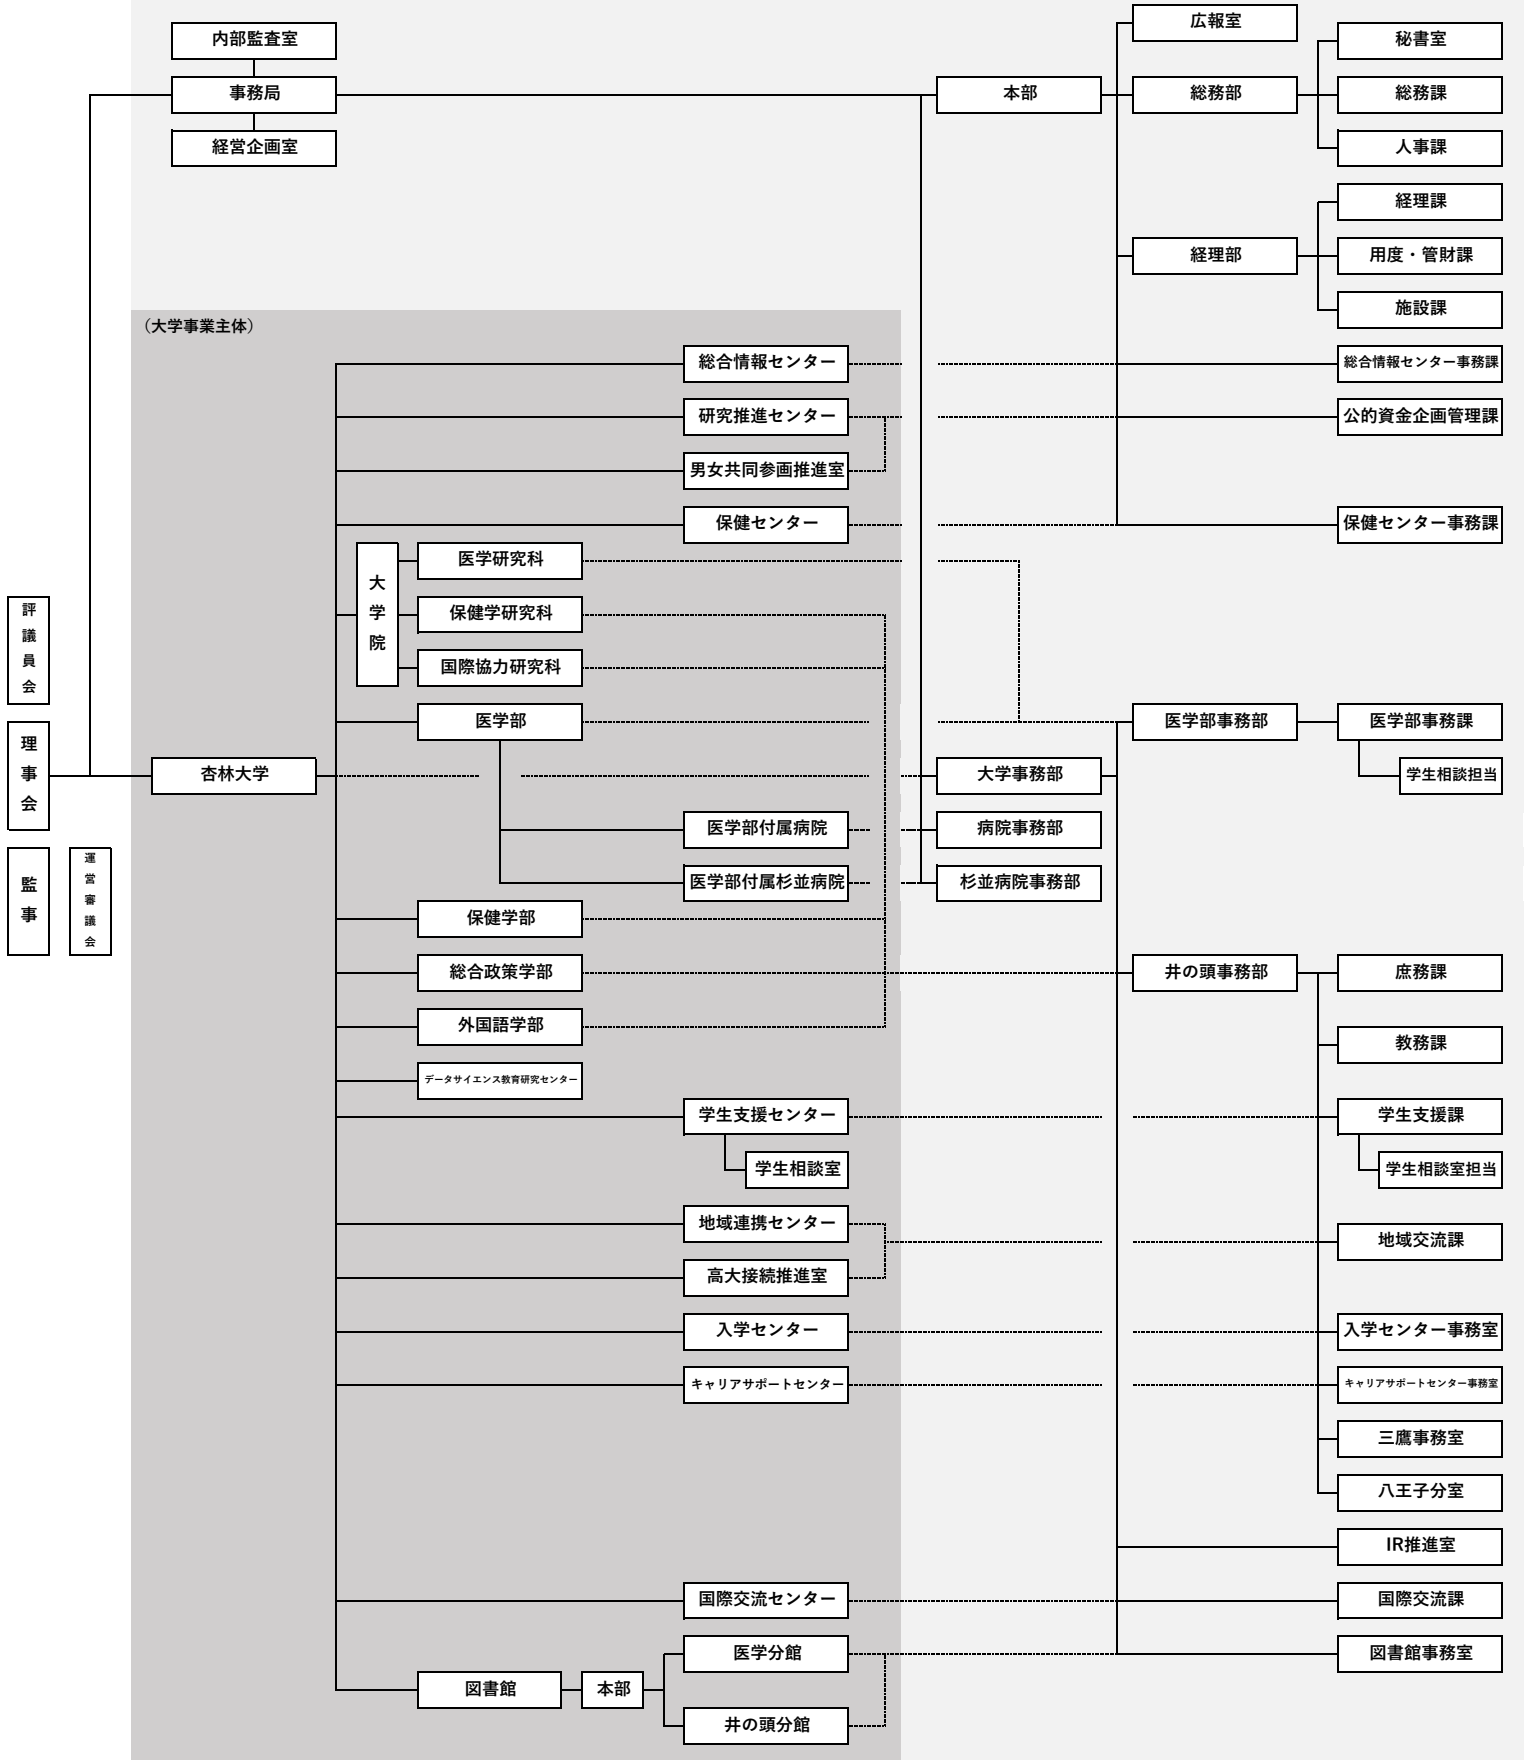 広報室
内部監査室
秘書室
事務局
本部
総務部
総務課
経営企画室
人事課
経理課
経理部
用度・管財課
施設課
（大学事業主体）
総合情報センター
総合情報センター事務課
研究推進センター
公的資金企画管理課
男女共同参画推進室
保健センター
保健センター事務課
大学院
医学研究科
保健学研究科
国際協力研究科
評議員会
医学部
医学部事務部
医学部事務課
理事会
杏林大学
大学事務部
学生相談担当
医学部付属病院
病院事務部
医学部付属杉並病院
杉並病院事務部
監事
運営審議会
保健学部
総合政策学部
井の頭事務部
庶務課
外国語学部
教務課
データサイエンス教育研究センター
学生支援センター
学生支援課
学生相談室
学生相談室担当
地域連携センター
地域交流課
高大接続推進室
入学センター
入学センター事務室
キャリアサポートセンター
キャリアサポートセンター事務室
三鷹事務室
八王子分室
IR推進室
国際交流センター
国際交流課
医学分館
図書館事務室
図書館
本部
井の頭分館